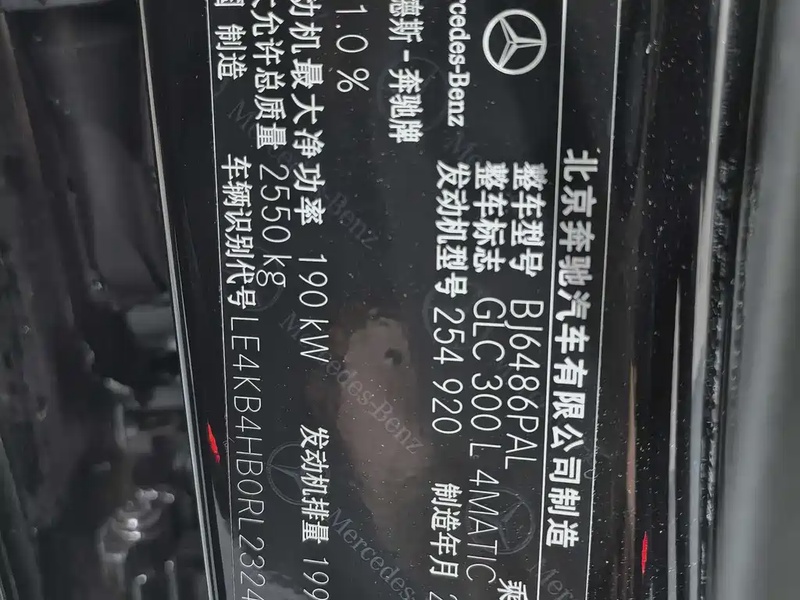 北京奔驰汽车有限公司制造
Mercedes-Benz
整车型号 BJ6486PAL
整车标志 GLC 300 L 4MATIC
发动机型号 254 920 制造年月
德斯-奔驰牌
1.0 %
动机最大净功率 190 kW 发动机排量 199
允许总质量 2550 kg
车辆识别代号 LE4KB4HB0RL2324
制造